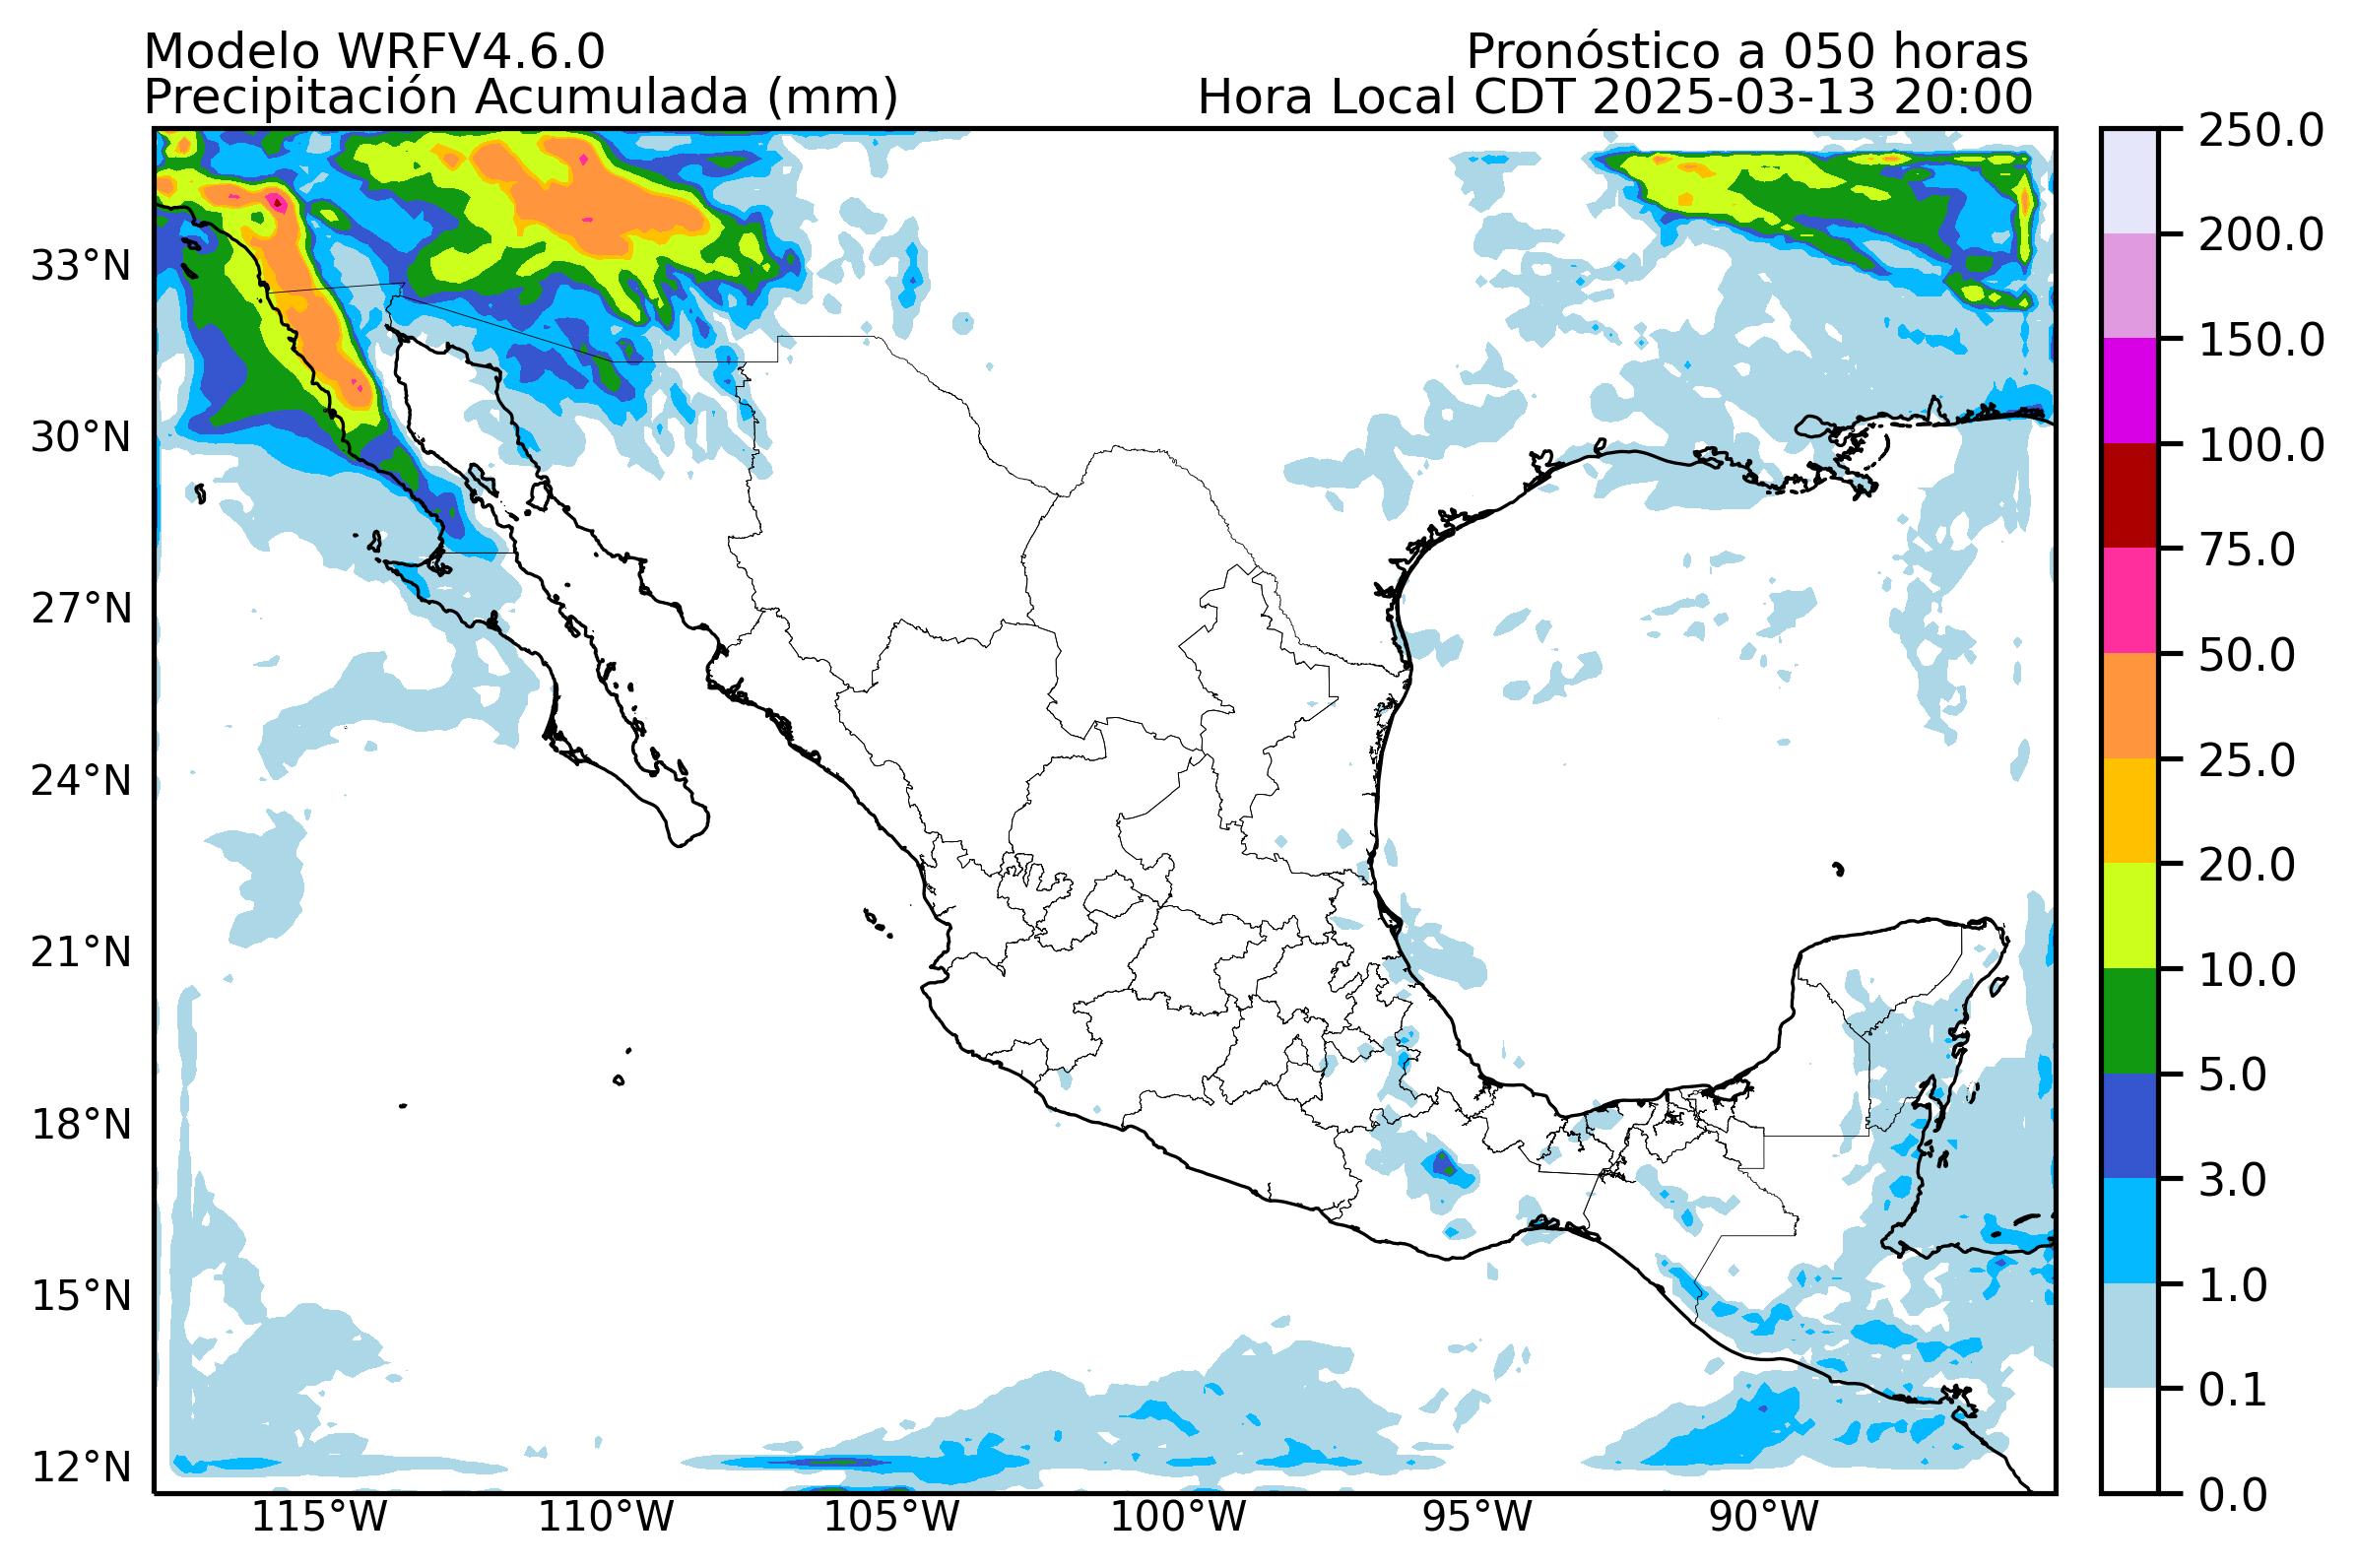 Modelo WRFV4.6.0
Pronóstico a 050 horas
Precipitación Acumulada (mm)
Hora Local CDT 2025-03-13 20:00
250.0
200.0
150.0
100.0
75.0
50.0
25.0
20.0
10.0
5.0
3.0
1.0
0.1
0.0
33°N
30°N
27°N
24°N
21°N
18°N
15°N
12°N
115°W
110°W
105°W
100°W
95°W
90°W